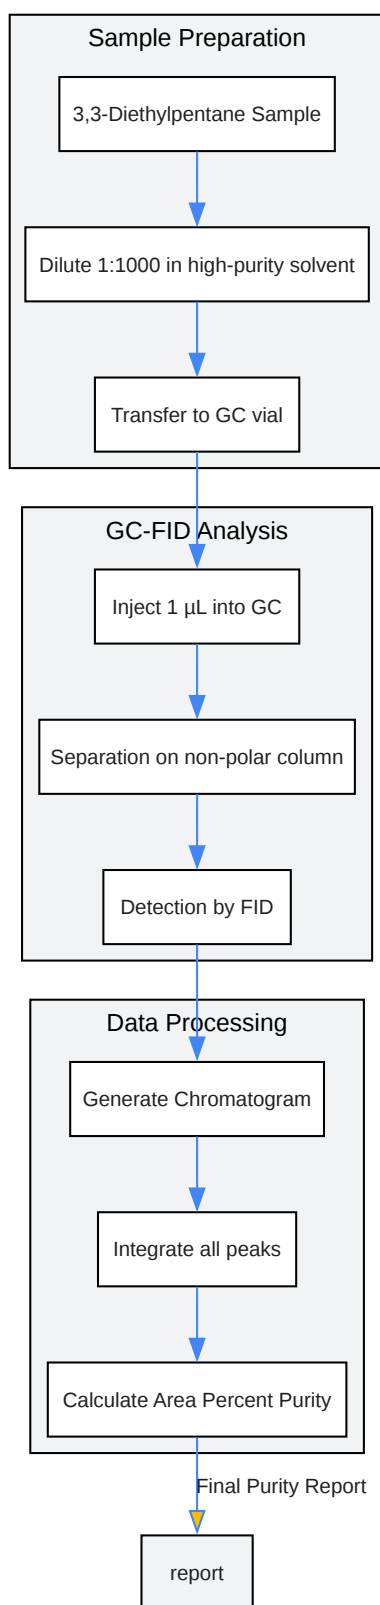 Sample Preparation
3,3-Diethylpentane Sample
Dilute 1:1000 in high-purity solvent
Transfer to GC vial
GC-FID Analysis
Inject 1 µL into GC
Separation on non-polar column
Detection by FID
Data Processing
Generate Chromatogram
Integrate all peaks
Calculate Area Percent Purity
Final Purity Report
report